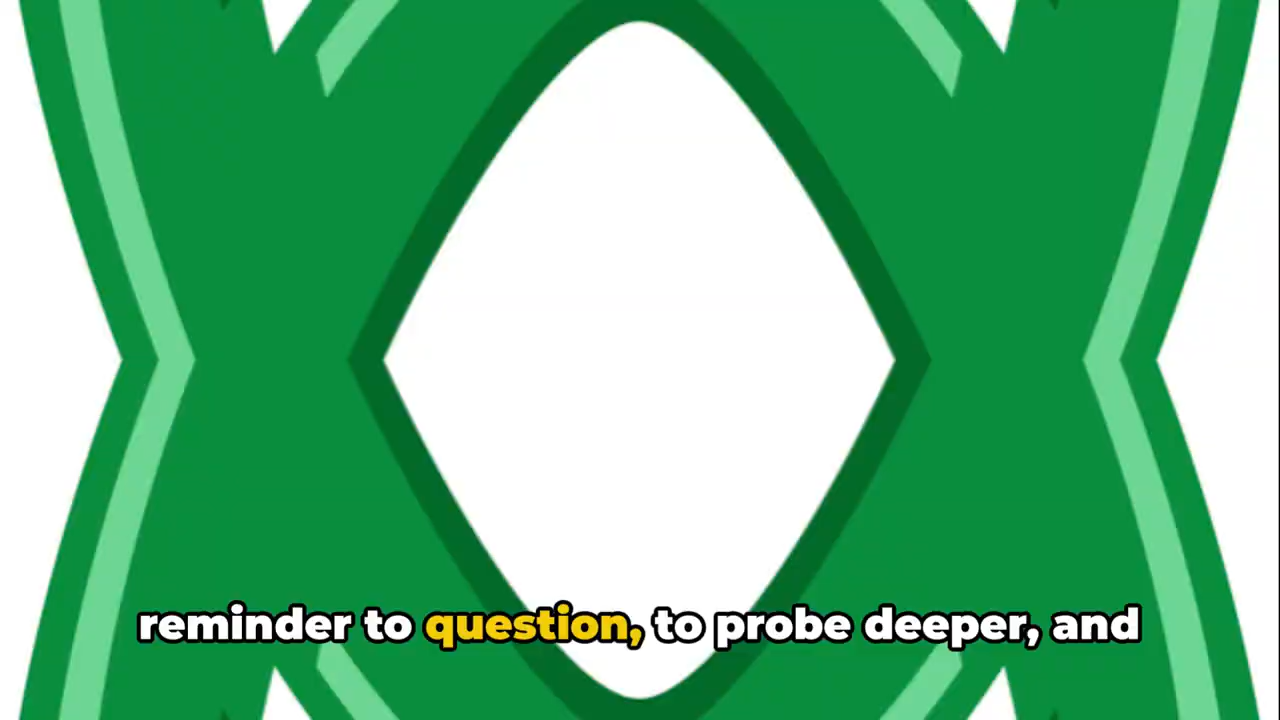 reminder to question, to probe deeper, and